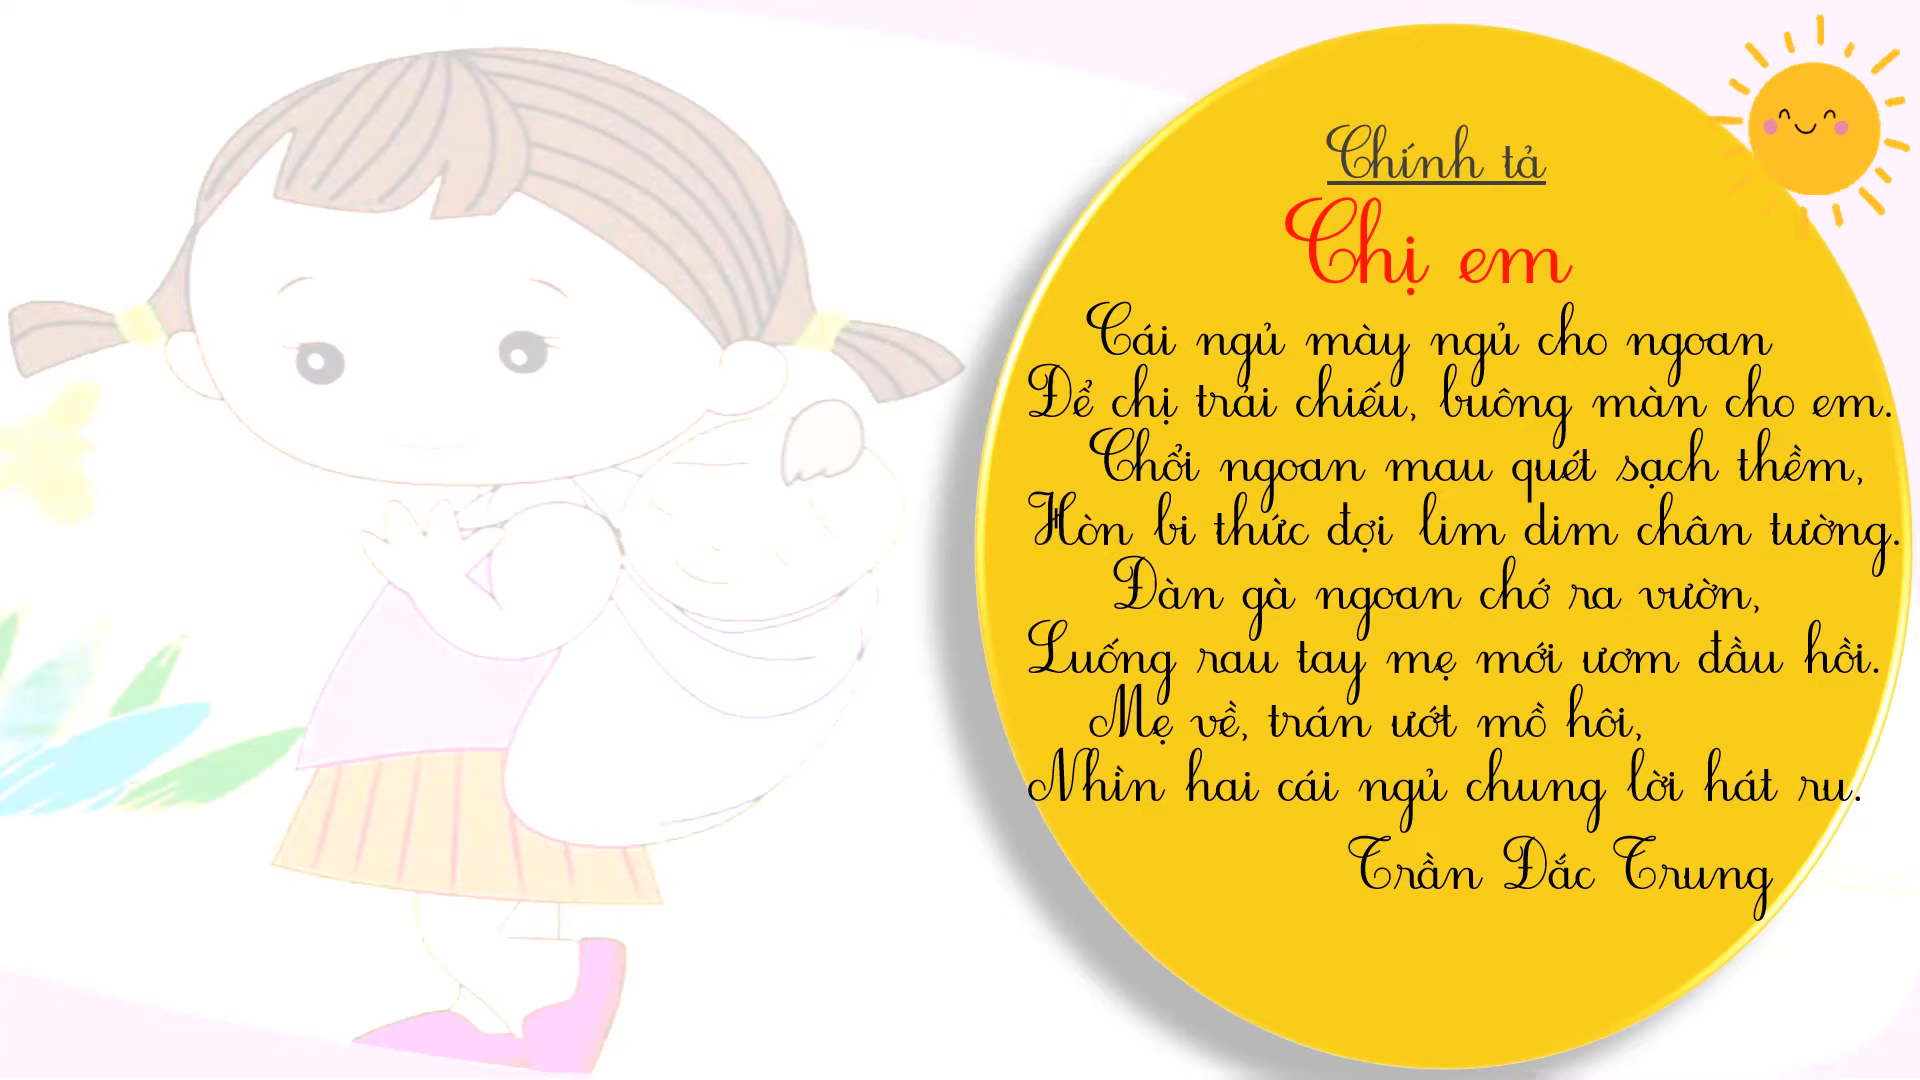 Chính tả
Chị em
Cái ngủ mày ngủ cho ngoan
Để chị trải chiếu, buông màn cho em.
Chổi ngoan mau quét sạch thềm,
Hòn bi thức đợi lim dim chân tường.
Đàn gà ngoan chớ ra vườn,
Luống rau tay mẹ mới ươm đầu hồi.
Mẹ về, trán ướt mồ hôi,
Nhìn hai cái ngủ chung lời hát ru.
Trần Đắc Trung